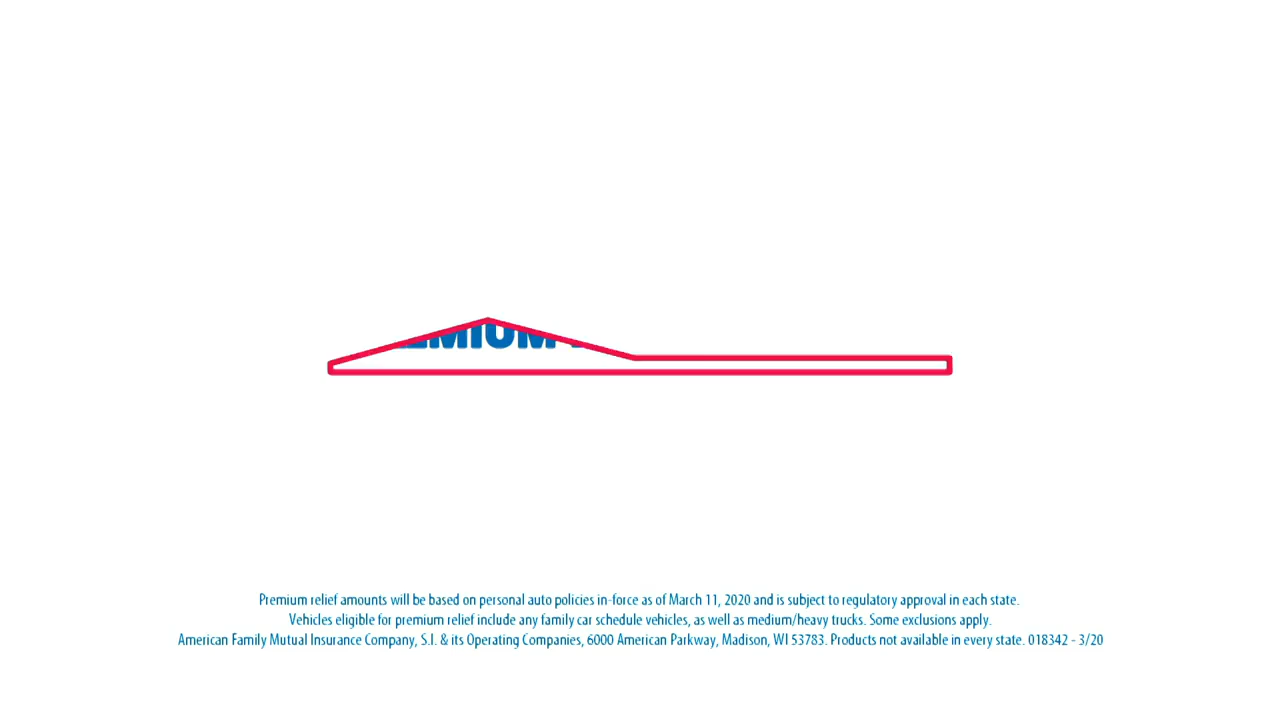 PREMIUM
Premium relief amounts will be based on personal auto policies in-force as of March 11, 2020 and is subject to regulatory approval in each state.
Vehicles eligible for premium relief include any family car schedule vehicles, as well as medium/heavy trucks. Some exclusions apply.
American Family Mutual Insurance Company, S.I. & its Operating Companies, 6000 American Parkway, Madison, WI 53783. Products not available in every state. 018342 - 3/20